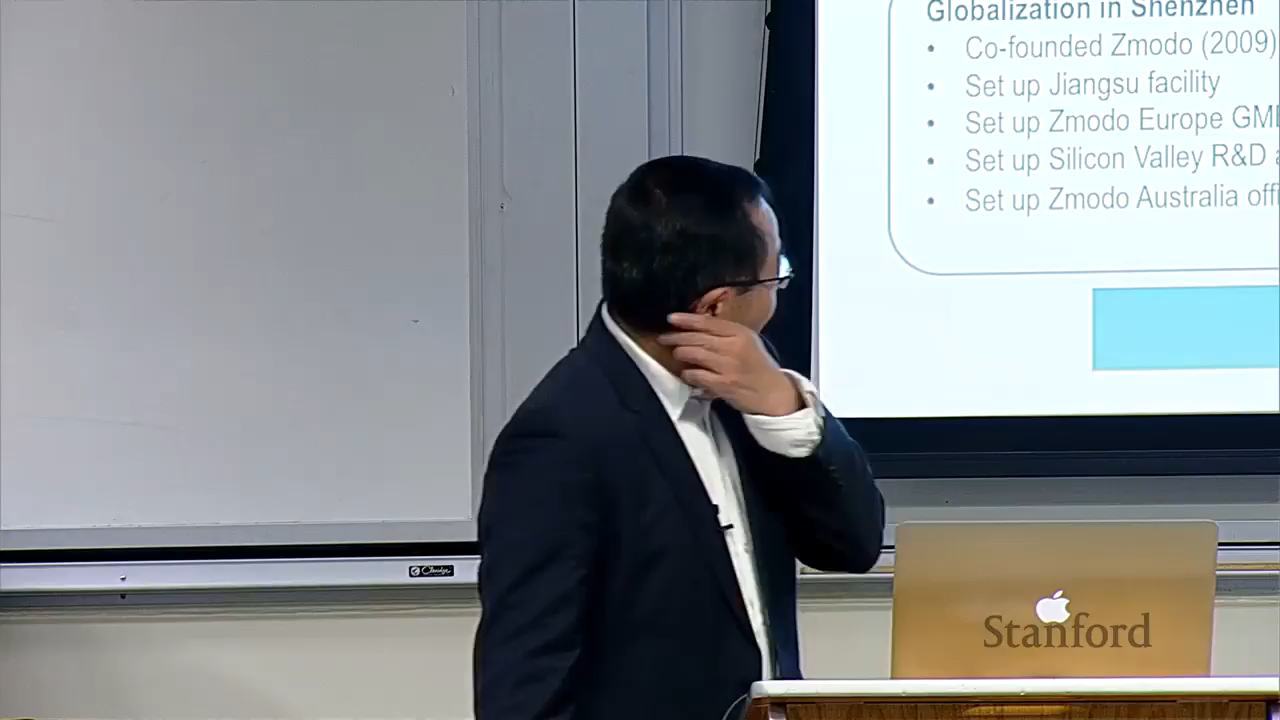 Globalization in Shenzhen
• Co-founded Zmodo (2009)
• Set up Jiangsu facility
• Set up Zmodo Europe
• Set up Silicon Valley R&D
• Set up Zmodo Australia
Stanford